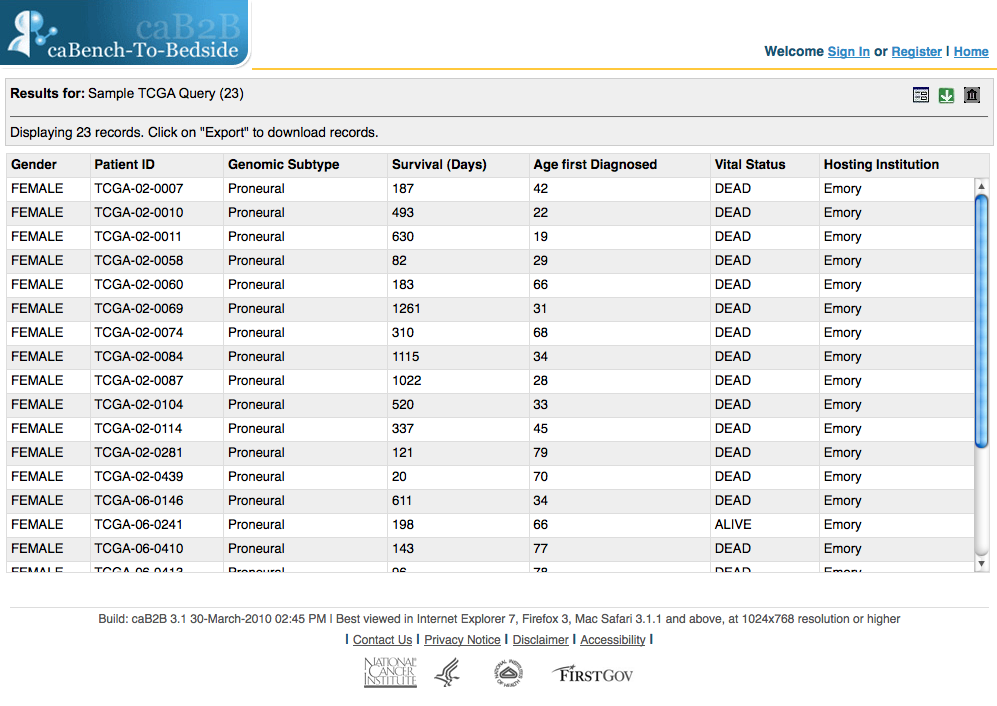 caB2B
caBench-To-Bedside
Welcome Sign In or Register | Home
Results for: Sample TCGA Query (23)
Displaying 23 records. Click on "Export" to download records.
Gender Patient ID Genomic Subtype Survival (Days) Age first Diagnosed Vital Status Hosting Institution
FEMALE TCGA-02-0007 Proneural 187 42 DEAD Emory
FEMALE TCGA-02-0010 Proneural 493 22 DEAD Emory
FEMALE TCGA-02-0011 Proneural 630 19 DEAD Emory
FEMALE TCGA-02-0058 Proneural 82 29 DEAD Emory
FEMALE TCGA-02-0060 Proneural 183 66 DEAD Emory
FEMALE TCGA-02-0069 Proneural 1261 31 DEAD Emory
FEMALE TCGA-02-0074 Proneural 310 68 DEAD Emory
FEMALE TCGA-02-0084 Proneural 1115 34 DEAD Emory
FEMALE TCGA-02-0087 Proneural 1022 28 DEAD Emory
FEMALE TCGA-02-0104 Proneural 520 33 DEAD Emory
FEMALE TCGA-02-0114 Proneural 337 45 DEAD Emory
FEMALE TCGA-02-0281 Proneural 121 79 DEAD Emory
FEMALE TCGA-02-0439 Proneural 20 70 DEAD Emory
FEMALE TCGA-06-0146 Proneural 611 34 DEAD Emory
FEMALE TCGA-06-0241 Proneural 198 66 ALIVE Emory
FEMALE TCGA-06-0410 Proneural 143 77 DEAD Emory
FEMALE TCGA-06-0413 Proneural 96 78 DEAD Emory
Build: caB2B 3.1 30-March-2010 02:45 PM | Best viewed in Internet Explorer 7, Firefox 3, Mac Safari 3.1.1 and above, at 1024x768 resolution or higher
| Contact Us | Privacy Notice | Disclaimer | Accessibility |
NATIONAL
CANCER
INSTITUTE
NATIONAL INSTITUTES OF HEALTH
FIRSTGOV